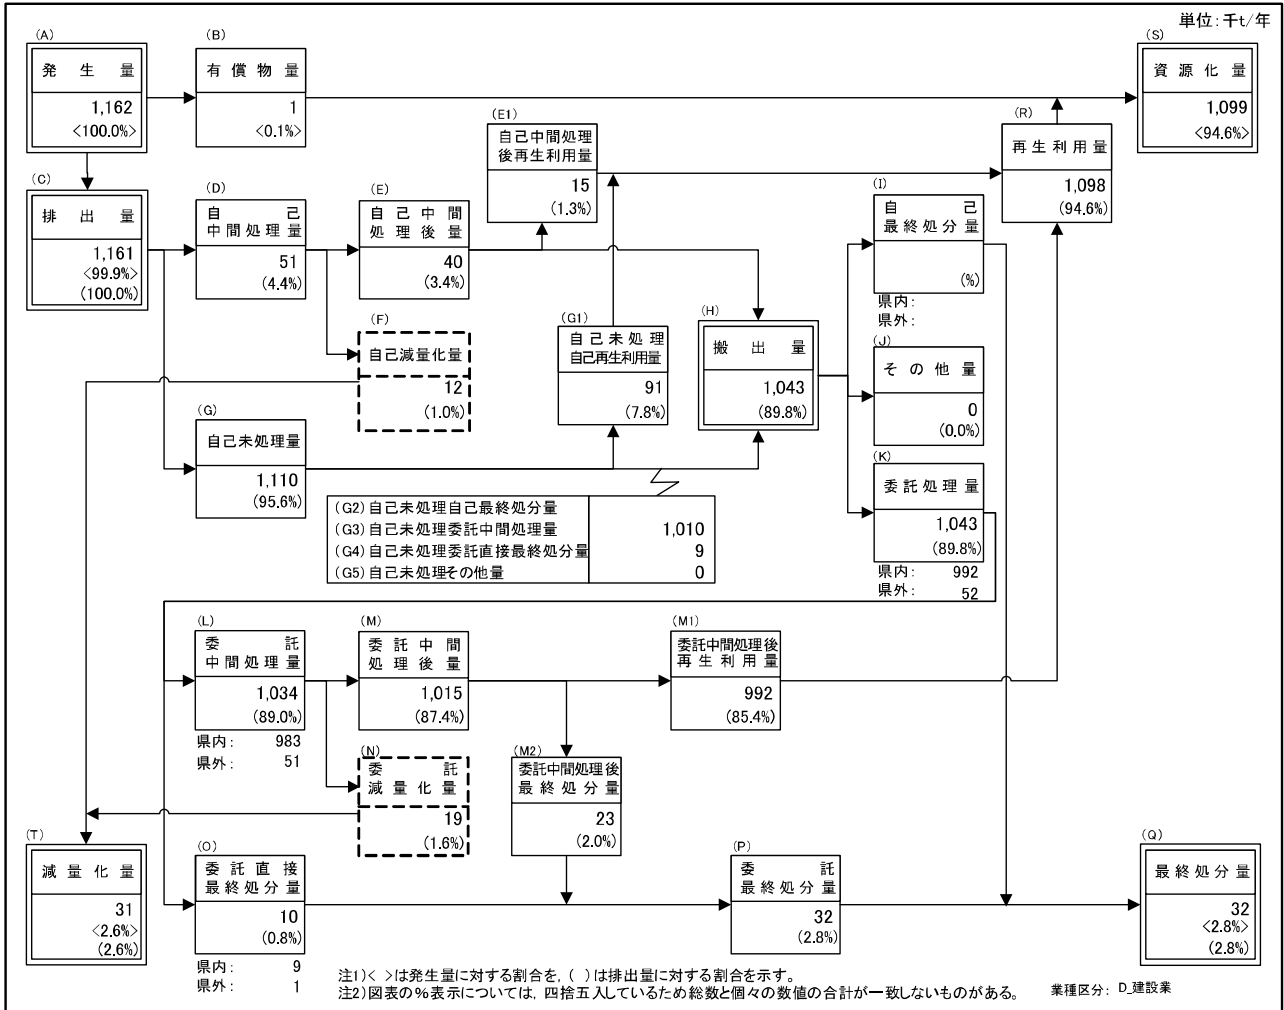 単位:千t/年
(A)
発生量
1,162
<100.0%>
(B)
有償物量
1
<0.1%>
(S)
資源化量
1,099
<94.6%>
(E1)
自己中間処理
後再生利用量
15
(1.3%)
(R)
再生利用量
1,098
(94.6%)
(C)
排出量
1,161
<99.9%>
(100.0%)
(D)
自己
中間処理量
51
(4.4%)
(E)
自己中間
処理後量
40
(3.4%)
(I)
自己
最終処分量
(%)
県内:
県外:
(F)
自己減量化量
12
(1.0%)
(G1)
自己未処理
自己再生利用量
91
(7.8%)
(H)
搬出量
1,043
(89.8%)
(J)
その他量
0
(0.0%)
(G)
自己未処理量
1,110
(95.6%)
(K)
委託処理量
1,043
(89.8%)
県内: 992
県外: 52
(G2)自己未処理自己最終処分量
(G3)自己未処理委託中間処理量 1,010
(G4)自己未処理委託直接最終処分量 9
(G5)自己未処理その他量 0
(L)
委託
中間処理量
1,034
(89.0%)
県内: 983
県外: 51
(M)
委託中間
処理後量
1,015
(87.4%)
(M1)
委託中間処理後
再生利用量
992
(85.4%)
(N)
委託
減量化量
19
(1.6%)
(M2)
委託中間処理後
最終処分量
23
(2.0%)
(T)
減量化量
31
<2.6%>
(2.6%)
(O)
委託直接
最終処分量
10
(0.8%)
県内: 9
県外: 1
(P)
委託
最終処分量
32
(2.8%)
(Q)
最終処分量
32
<2.8%>
(2.8%)
注1)< >は発生量に対する割合を,( )は排出量に対する割合を示す。
注2)図表の%表示については,四捨五入しているため総数と個々の数値の合計が一致しないものがある。
業種区分: D_建設業